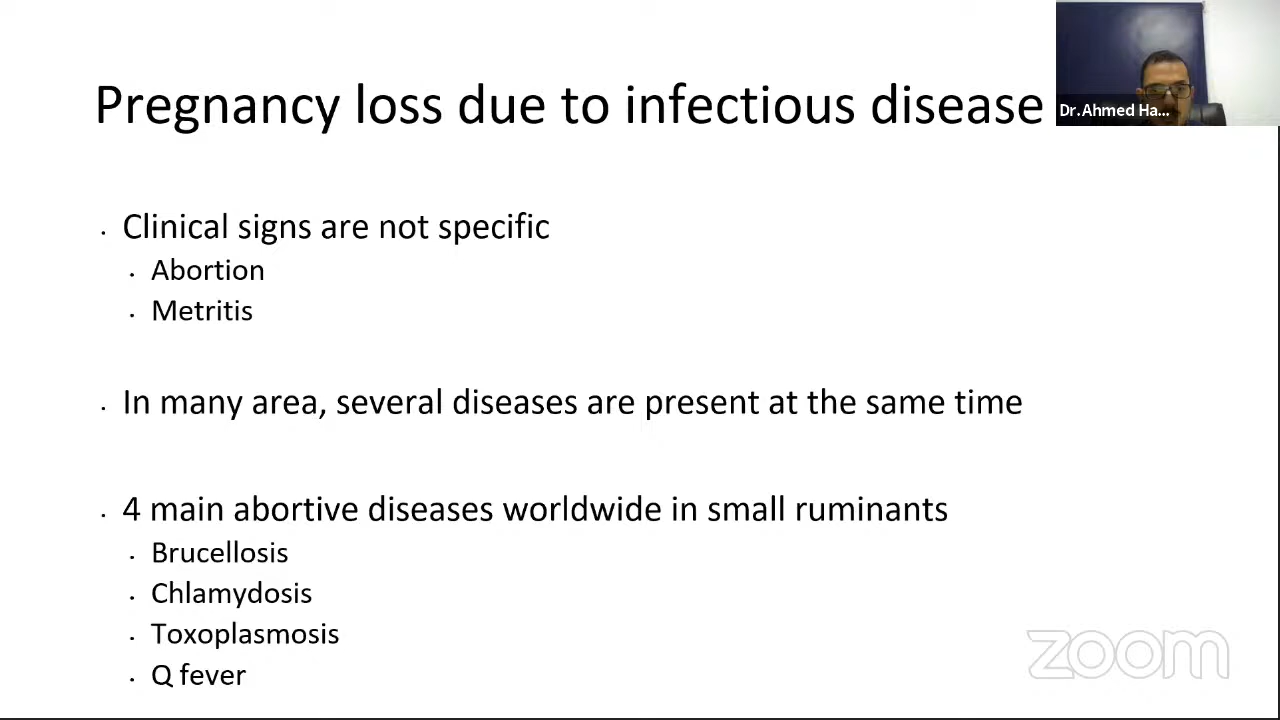 Pregnancy loss due to infectious disease
Dr.Ahmed Ha...
· Clinical signs are not specific
· Abortion
· Metritis
· In many area, several diseases are present at the same time
· 4 main abortive diseases worldwide in small ruminants
· Brucellosis
· Chlamydosis
· Toxoplasmosis
· Q fever
zoom